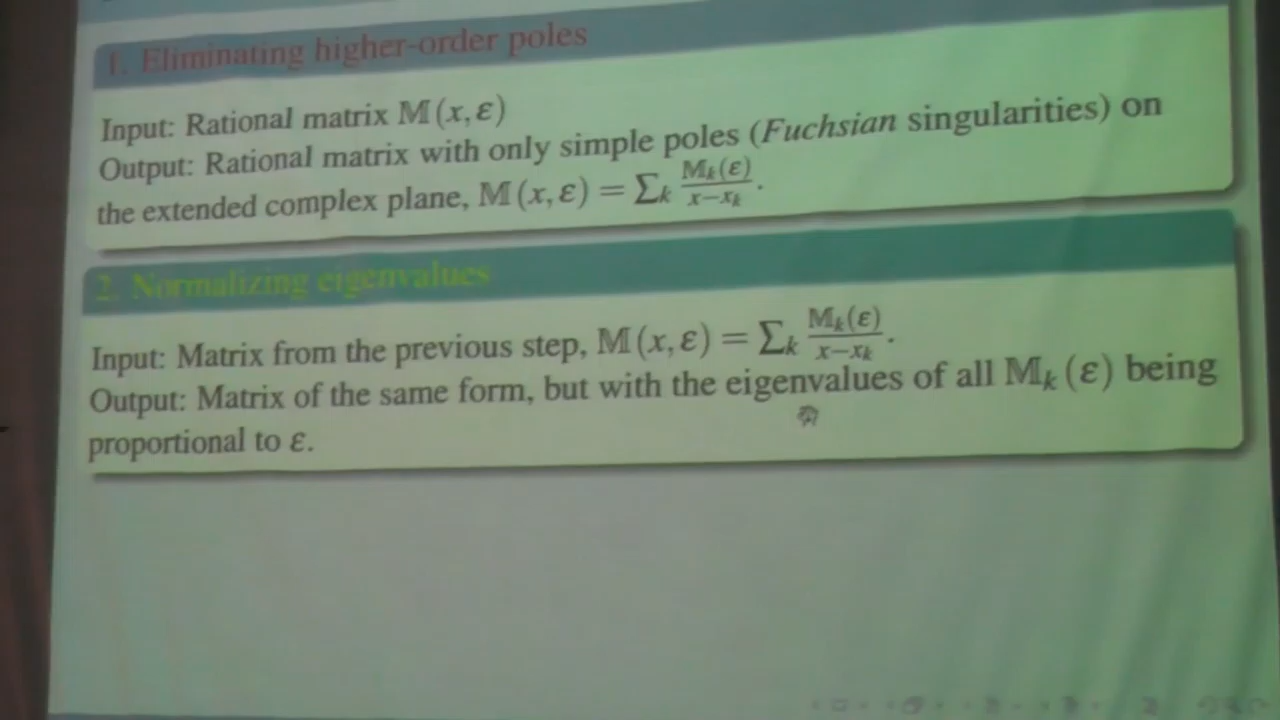 1. Eliminating higher-order poles
Input: Rational matrix 𝕄(x, ε)
Output: Rational matrix with only simple poles (Fuchsian singularities) on
the extended complex plane, 𝕄(x, ε) = ∑ₖ 𝕄ₖ(ε)/(x−xₖ).
2. Normalizing eigenvalues
Input: Matrix from the previous step, 𝕄(x, ε) = ∑ₖ 𝕄ₖ(ε)/(x−xₖ).
Output: Matrix of the same form, but with the eigenvalues of all 𝕄ₖ(ε) being
proportional to ε.